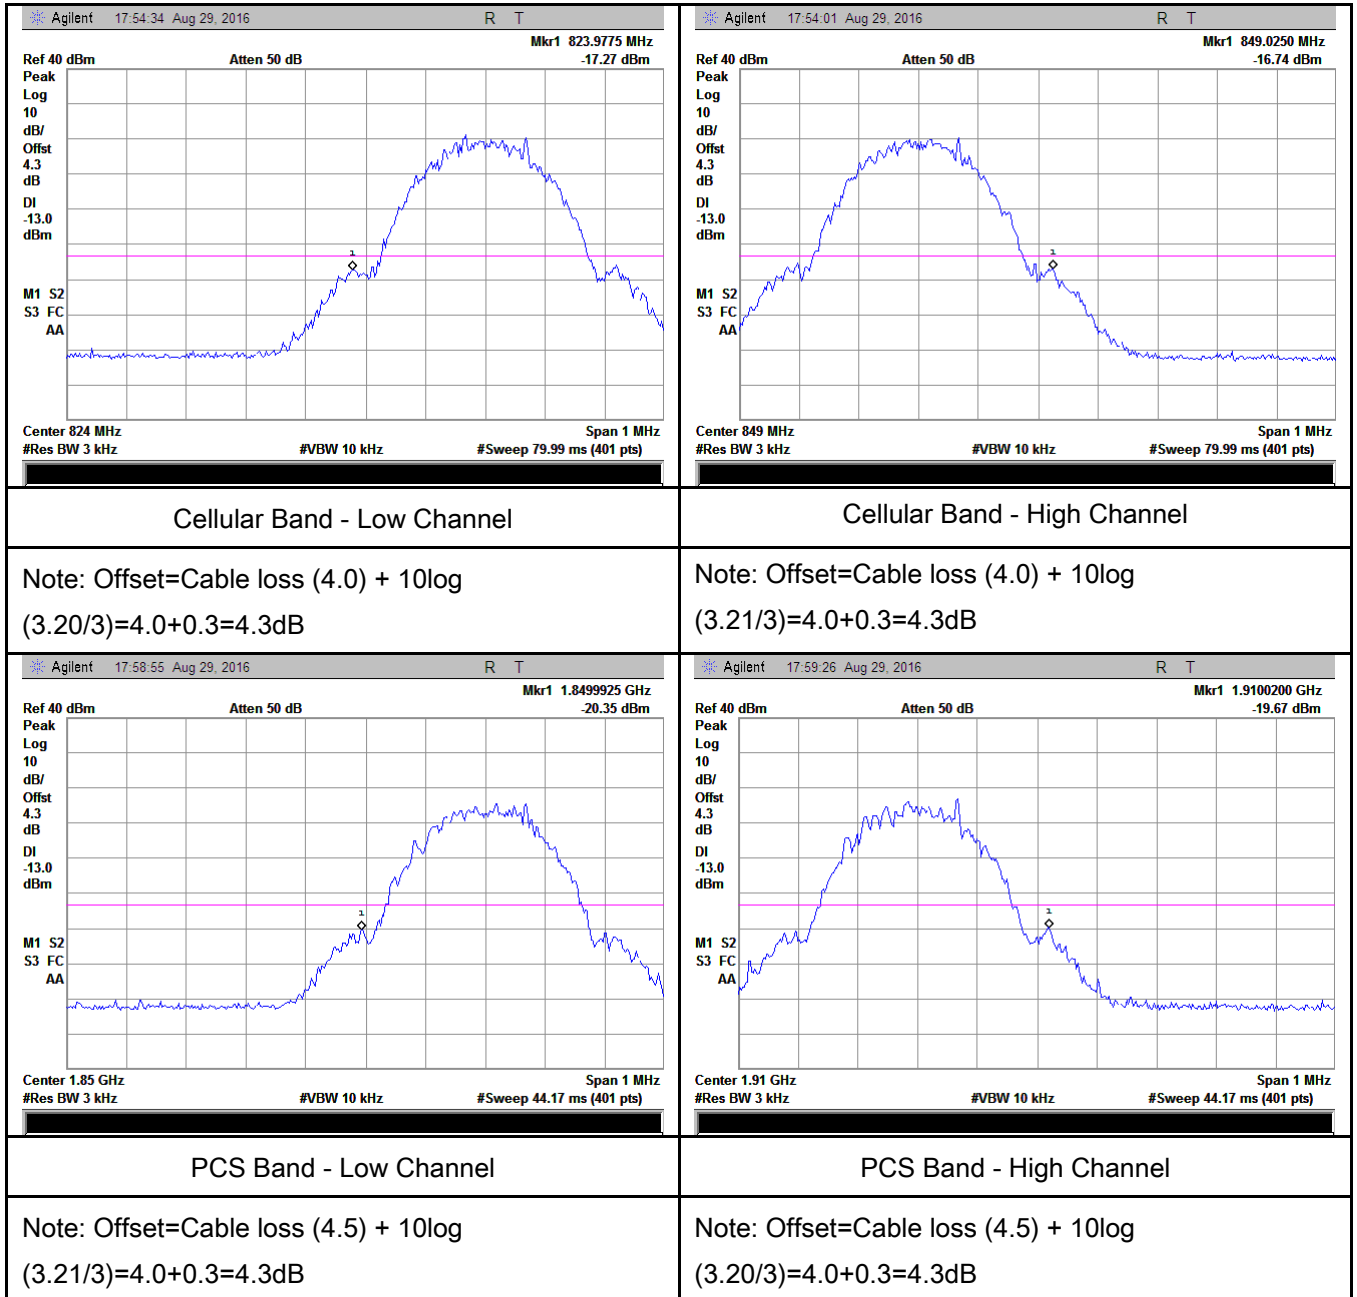 Agilent 17:54:34 Aug 29, 2016 R T
Mkr1 823.9775 MHz
Ref 40 dBm Atten 50 dB -17.27 dBm
Peak
Log
10
dB/
Offst
4.3
dB
DI
-13.0
dBm
1
M1 S2
S3 FC
AA
Center 824 MHz Span 1 MHz
#Res BW 3 kHz #VBW 10 kHz #Sweep 79.99 ms (401 pts)
Cellular Band - Low Channel
Note: Offset=Cable loss (4.0) + 10log
(3.20/3)=4.0+0.3=4.3dB
Agilent 17:54:01 Aug 29, 2016 R T
Mkr1 849.0250 MHz
Ref 40 dBm Atten 50 dB -16.74 dBm
Peak
Log
10
dB/
Offst
4.3
dB
DI
-13.0
dBm
1
M1 S2
S3 FC
AA
Center 849 MHz Span 1 MHz
#Res BW 3 kHz #VBW 10 kHz #Sweep 79.99 ms (401 pts)
Cellular Band - High Channel
Note: Offset=Cable loss (4.0) + 10log
(3.21/3)=4.0+0.3=4.3dB
Agilent 17:58:55 Aug 29, 2016 R T
Mkr1 1.8499925 GHz
Ref 40 dBm Atten 50 dB -20.35 dBm
Peak
Log
10
dB/
Offst
4.3
dB
DI
-13.0
dBm
1
M1 S2
S3 FC
AA
Center 1.85 GHz Span 1 MHz
#Res BW 3 kHz #VBW 10 kHz #Sweep 44.17 ms (401 pts)
PCS Band - Low Channel
Note: Offset=Cable loss (4.5) + 10log
(3.21/3)=4.0+0.3=4.3dB
Agilent 17:59:26 Aug 29, 2016 R T
Mkr1 1.9100200 GHz
Ref 40 dBm Atten 50 dB -19.67 dBm
Peak
Log
10
dB/
Offst
4.3
dB
DI
-13.0
dBm
1
M1 S2
S3 FC
AA
Center 1.91 GHz Span 1 MHz
#Res BW 3 kHz #VBW 10 kHz #Sweep 44.17 ms (401 pts)
PCS Band - High Channel
Note: Offset=Cable loss (4.5) + 10log
(3.20/3)=4.0+0.3=4.3dB